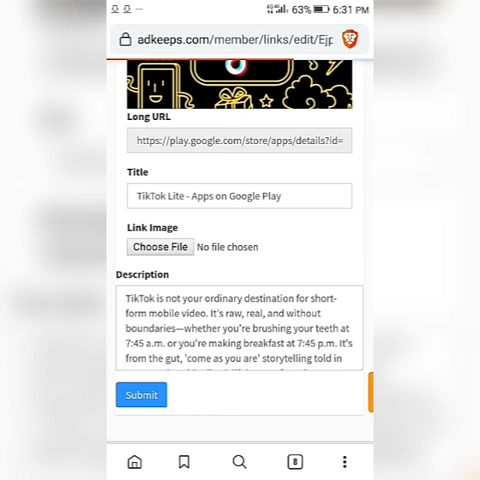 63% 6:31 PM
adkeeps.com/member/links/edit/Ejp
Long URL
https://play.google.com/store/apps/details?id=
Title
TikTok Lite - Apps on Google Play
Link Image
Choose File No file chosen
Description
TikTok is not your ordinary destination for short-
form mobile video. It's raw, real, and without
boundaries—whether you're brushing your teeth at
7:45 a.m. or you're making breakfast at 7:45 p.m. It's
from the gut, 'come as you are' storytelling told in
Submit
8